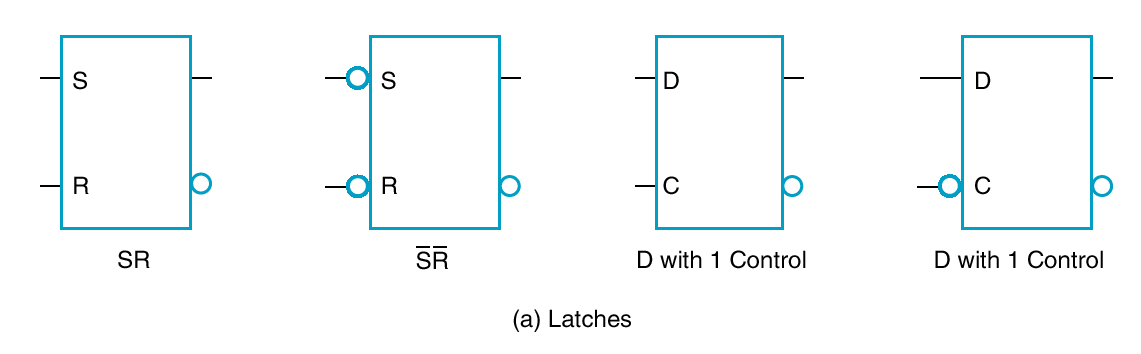 S
R
SR
S
R
S̅R̅
D
C
D with 1 Control
D
C
D with 1 Control
(a) Latches